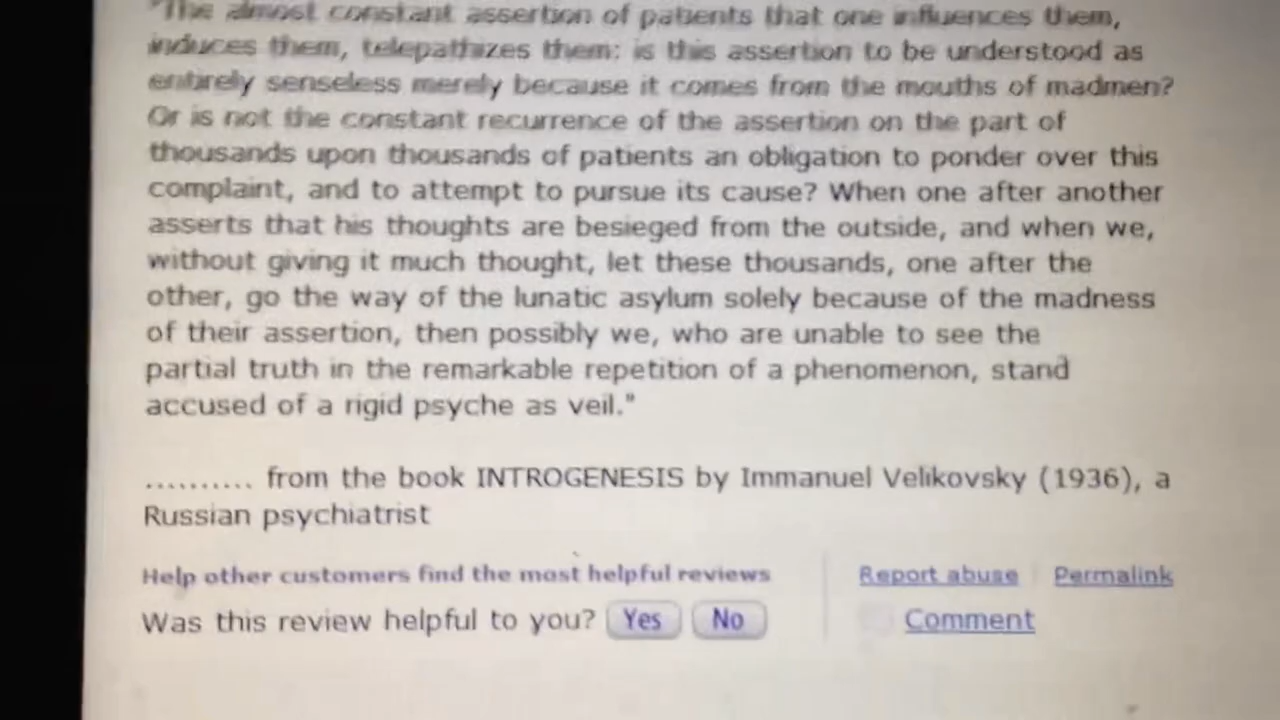 "The almost constant assertion of patients that one influences them,
induces them, telepathizes them: is this assertion to be understood as
entirely senseless merely because it comes from the mouths of madmen?
Or is not the constant recurrence of the assertion on the part of
thousands upon thousands of patients an obligation to ponder over this
complaint, and to attempt to pursue its cause? When one after another
asserts that his thoughts are besieged from the outside, and when we,
without giving it much thought, let these thousands, one after the
other, go the way of the lunatic asylum solely because of the madness
of their assertion, then possibly we, who are unable to see the
partial truth in the remarkable repetition of a phenomenon, stand
accused of a rigid psyche as veil."
.......... from the book INTROGENESIS by Immanuel Velikovsky (1936), a
Russian psychiatrist
Help other customers find the most helpful reviews
Was this review helpful to you? Yes No
Report abuse Permalink
Comment